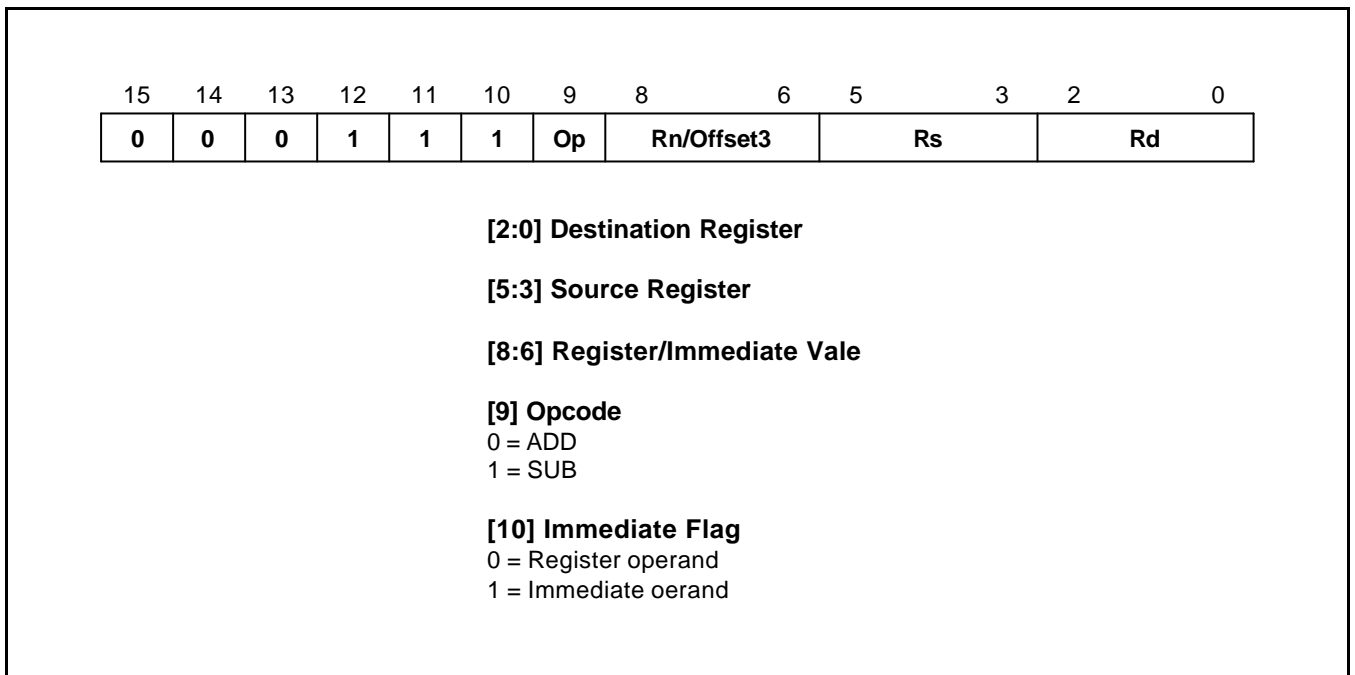 15 14 13 12 11 10 9 8 6 5 3 2 0
0 0 0 1 1 1 Op Rn/Offset3 Rs Rd
[2:0] Destination Register
[5:3] Source Register
[8:6] Register/Immediate Vale
[9] Opcode
0 = ADD
1 = SUB
[10] Immediate Flag
0 = Register operand
1 = Immediate oerand